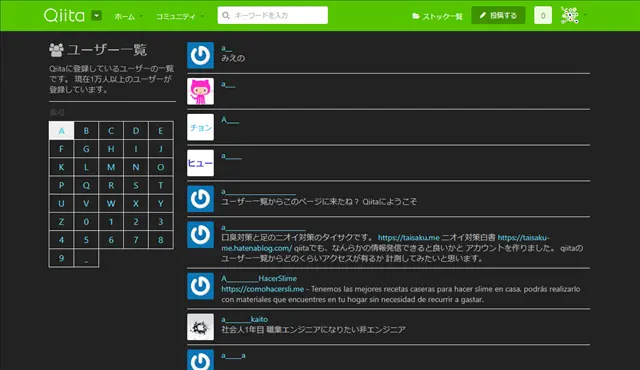 Qiita ホーム コミュニティ キーワードを入力 ストック一覧 投稿する 0
ユーザー一覧
Qiitaに登録しているユーザーの一覧
です。 現在1万人以上のユーザーが
登録しています。
索引
A B C D E
F G H I J
K L M N O
P Q R S T
U V W X Y
Z 0 1 2 3
4 5 6 7 8
9 _
a__
みえの
a___
チョン
A____
ヒュー
a_____
a______________________
ユーザー一覧からこのページに来たね？ Qiitaにようこそ
a_________________________
口臭対策と足のニオイ対策のタイサクです。 https://taisaku.me ニオイ対策白書 https://taisaku-
me.hatenablog.com/ qiitaでも、なんらかの情報発信できると良いかと アカウントを作りました。 qiitaの
ユーザー一覧からどのくらいアクセスが有るか 計測してみたいと思います。
A__________HacerSlime
https://comohacersli.me - Tenemos las mejores recetas caseras para hacer slime en casa, podrás realizarlo
con materiales que encuentres en tu hogar sin necesidad de recurrir a gastar.
a________kaito
社会人1年目 職業エンジニアになりたい非エンジニア
a_____a